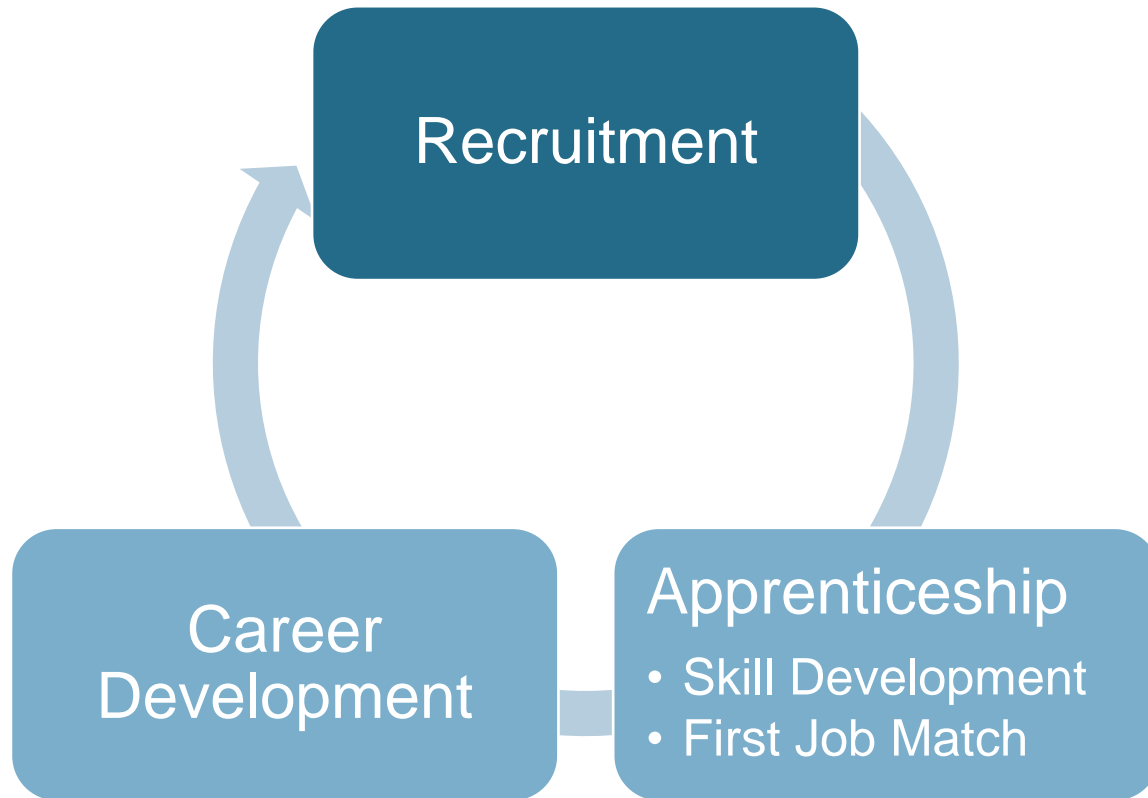 Recruitment
Career
Development
Apprenticeship
• Skill Development
• First Job Match